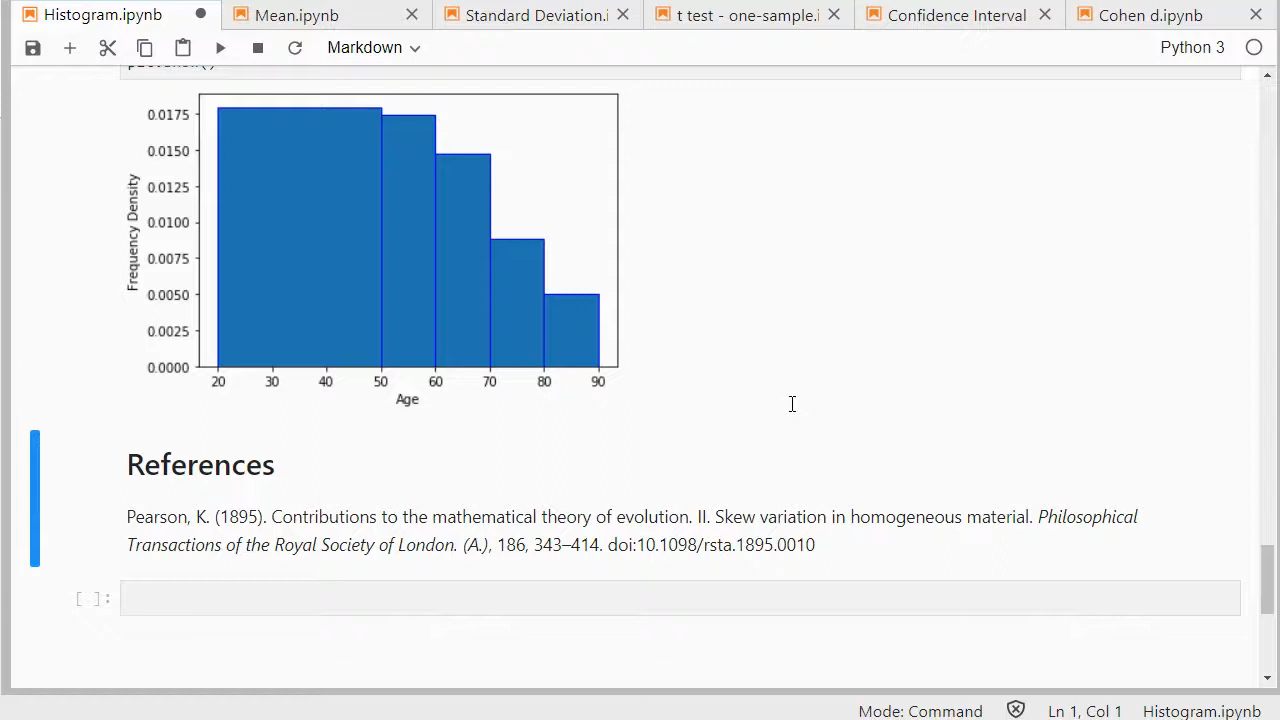 Histogram.ipynb
Mean.ipynb
Standard Deviation.i
t test - one-sample.i
Confidence Interval
Cohen d.ipynb
Markdown
Python 3
0.0175
0.0150
0.0125
0.0100
0.0075
0.0050
0.0025
0.0000
Frequency Density
20 30 40 50 60 70 80 90
Age
References
Pearson, K. (1895). Contributions to the mathematical theory of evolution. II. Skew variation in homogeneous material. Philosophical
Transactions of the Royal Society of London. (A.), 186, 343–414. doi:10.1098/rsta.1895.0010
[ ]:
Mode: Command
Ln 1, Col 1
Histogram.ipynb